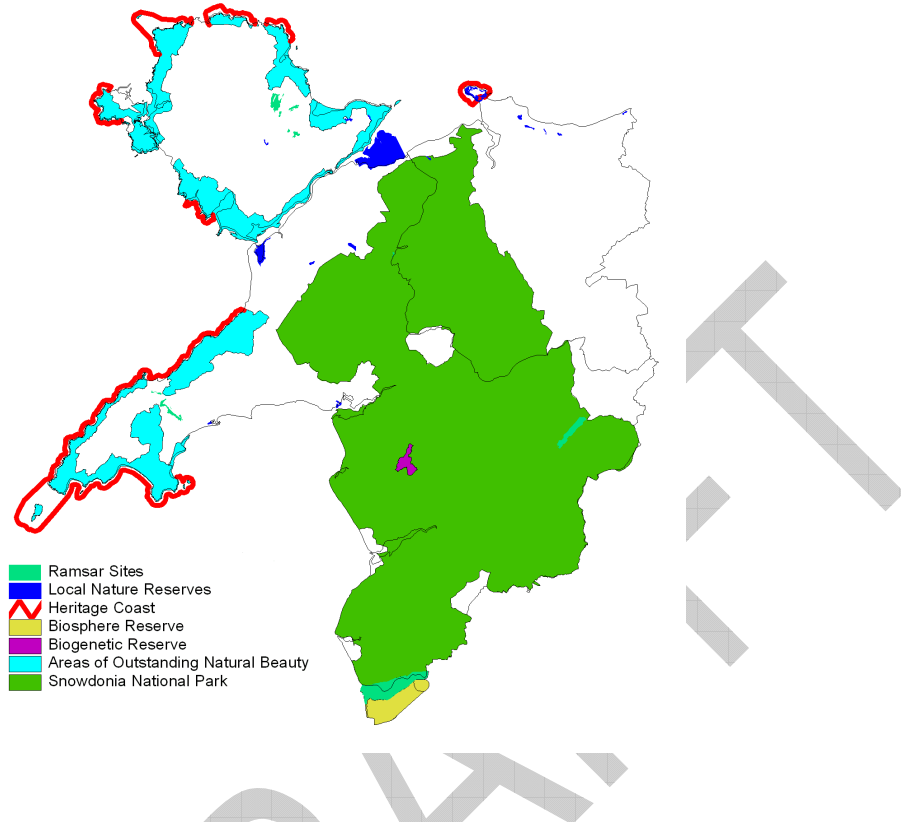 Ramsar Sites
Local Nature Reserves
Heritage Coast
Biosphere Reserve
Biogenetic Reserve
Areas of Outstanding Natural Beauty
Snowdonia National Park